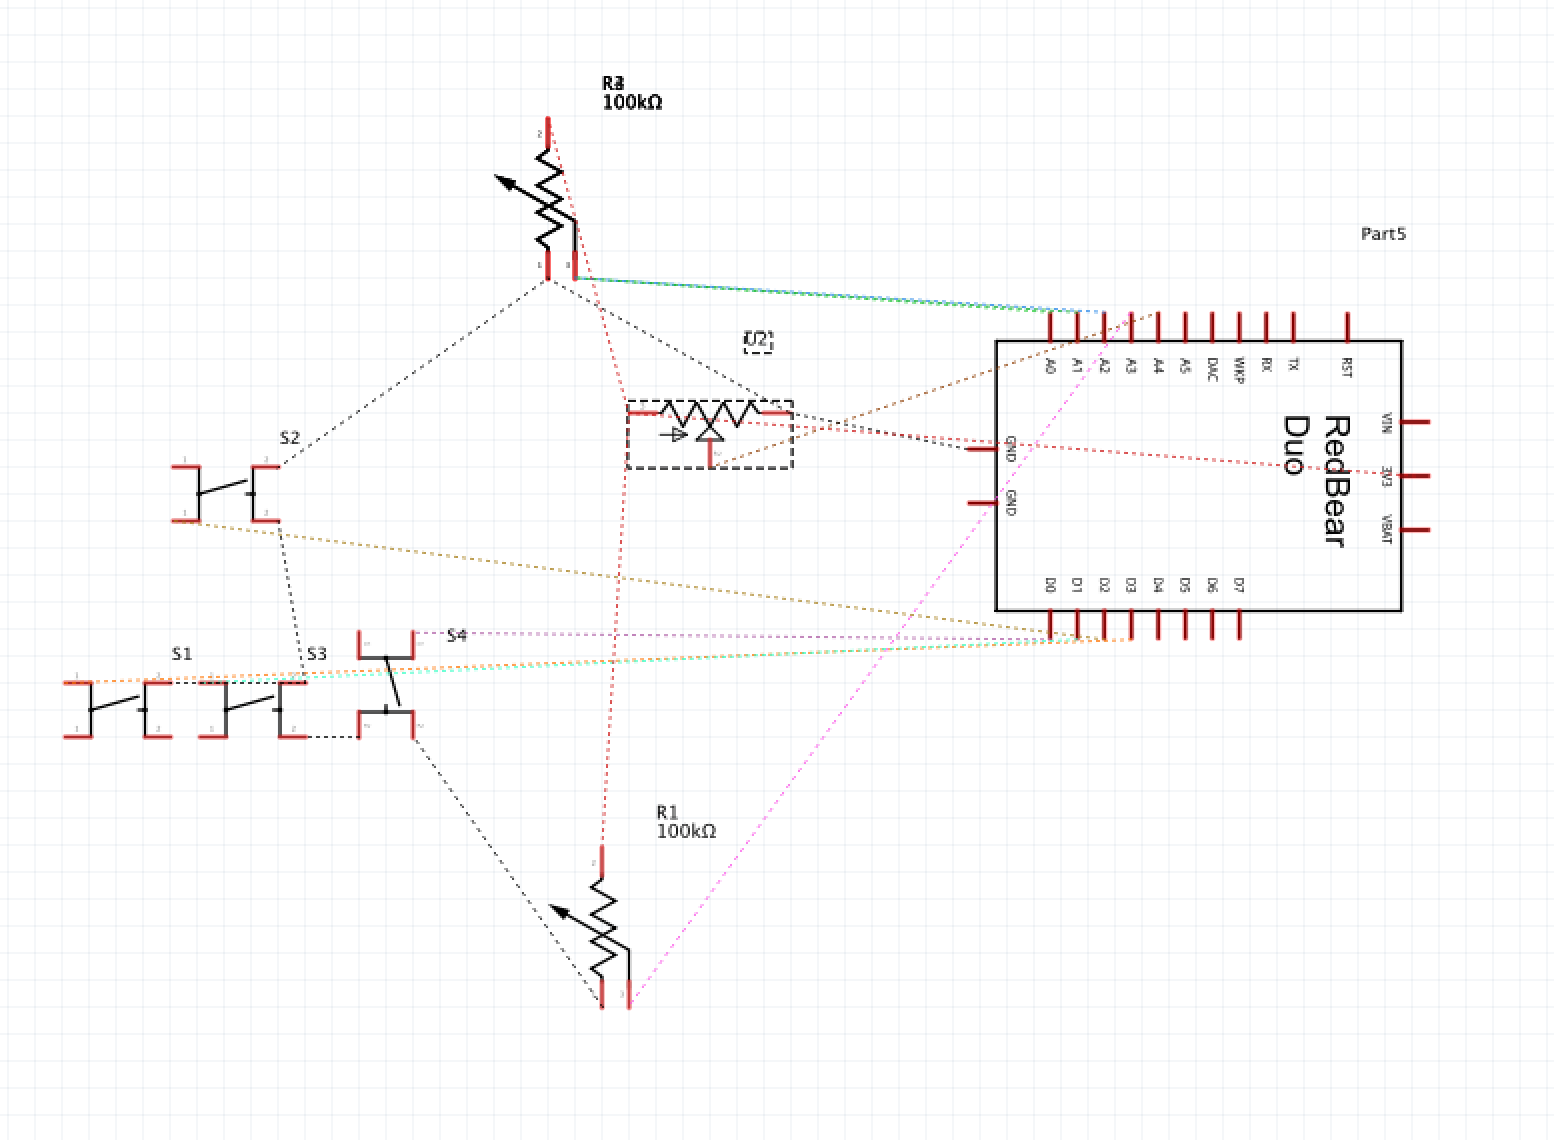 100kΩ
Part5
U2
A0
A1
A2
A3
A4
A5
DAC
WKP
RX
TX
RST
GND
GND
VIN
3V3
VBAT
RedBear
Duo
D0
D1
D2
D3
D4
D5
D6
D7
S2
S4
S1
S3
R1
100kΩ